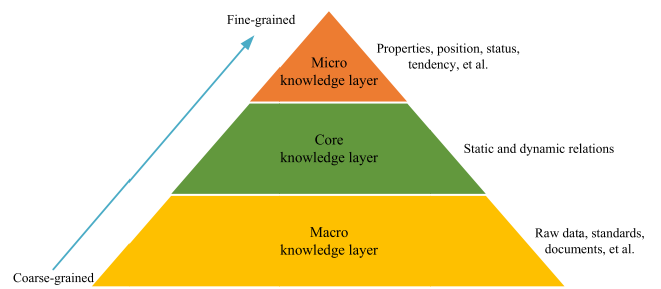 Fine-grained
Micro
knowledge layer
Properties, position, status,
tendency, et al.
Core
knowledge layer
Static and dynamic relations
Macro
knowledge layer
Raw data, standards,
documents, et al.
Coarse-grained